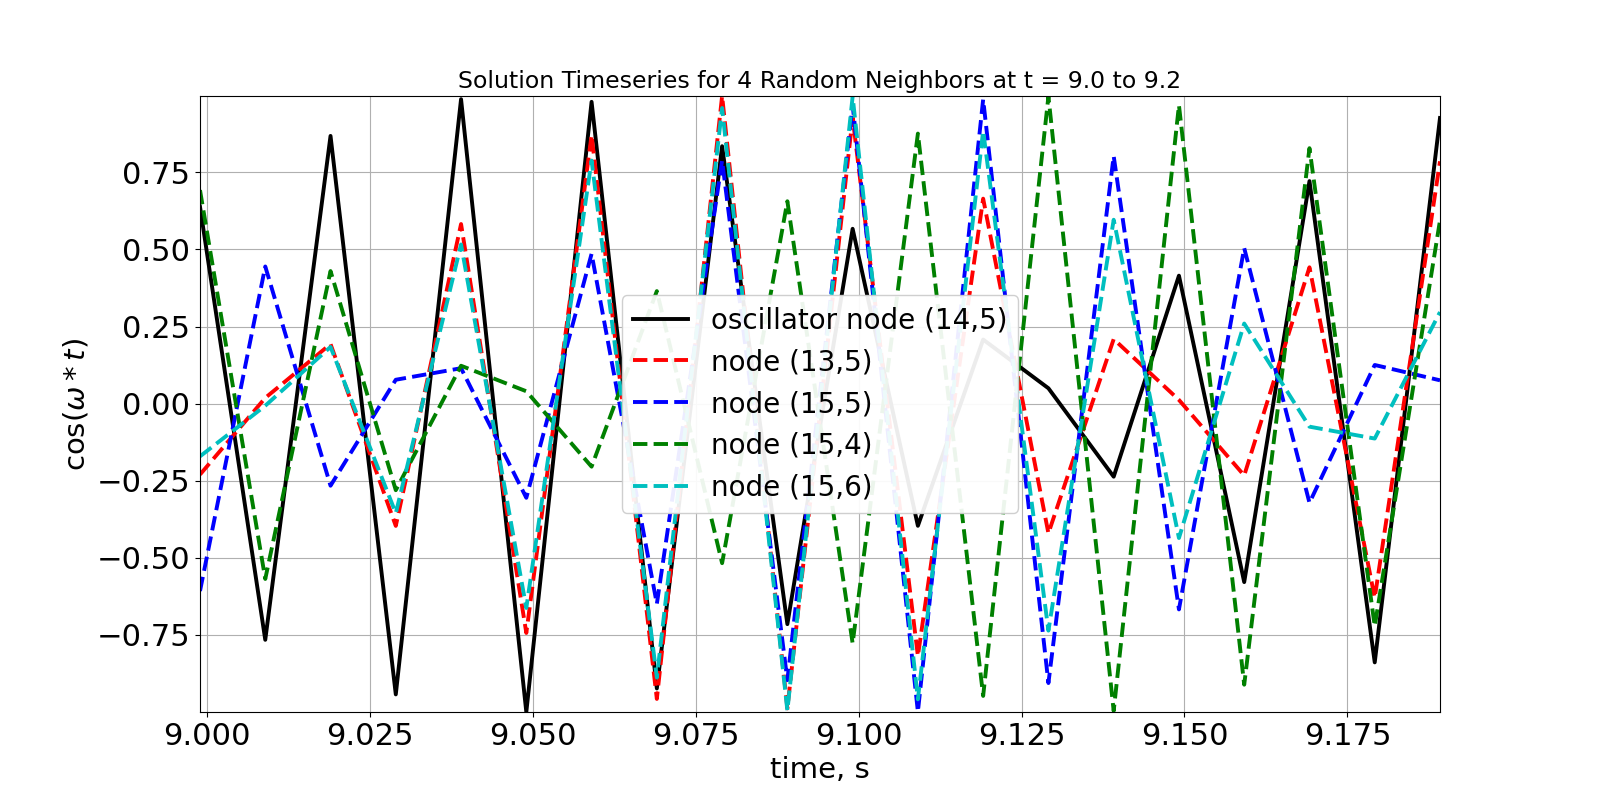 Solution Timeseries for 4 Random Neighbors at t = 9.0 to 9.2
0.75
0.50
0.25
0.00
−0.25
−0.50
−0.75
cos(ω * t)
oscillator node (14,5)
node (13,5)
node (15,5)
node (15,4)
node (15,6)
9.000 9.025 9.050 9.075 9.100 9.125 9.150 9.175
time, s